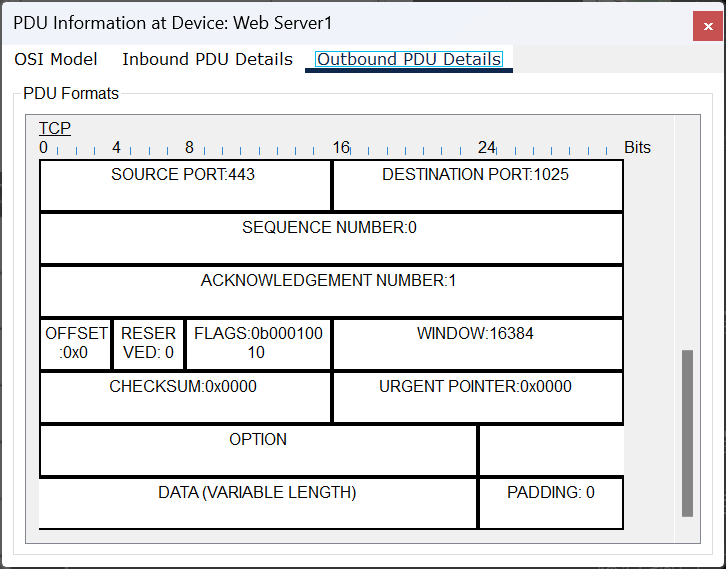 PDU Information at Device: Web Server1
×
OSI Model Inbound PDU Details Outbound PDU Details
PDU Formats
TCP
0 4 8 16 24 Bits
SOURCE PORT:443 DESTINATION PORT:1025
SEQUENCE NUMBER:0
ACKNOWLEDGEMENT NUMBER:1
OFFSET RESER FLAGS:0b000100 WINDOW:16384
:0x0 VED: 0 10
CHECKSUM:0x0000 URGENT POINTER:0x0000
OPTION
DATA (VARIABLE LENGTH) PADDING: 0